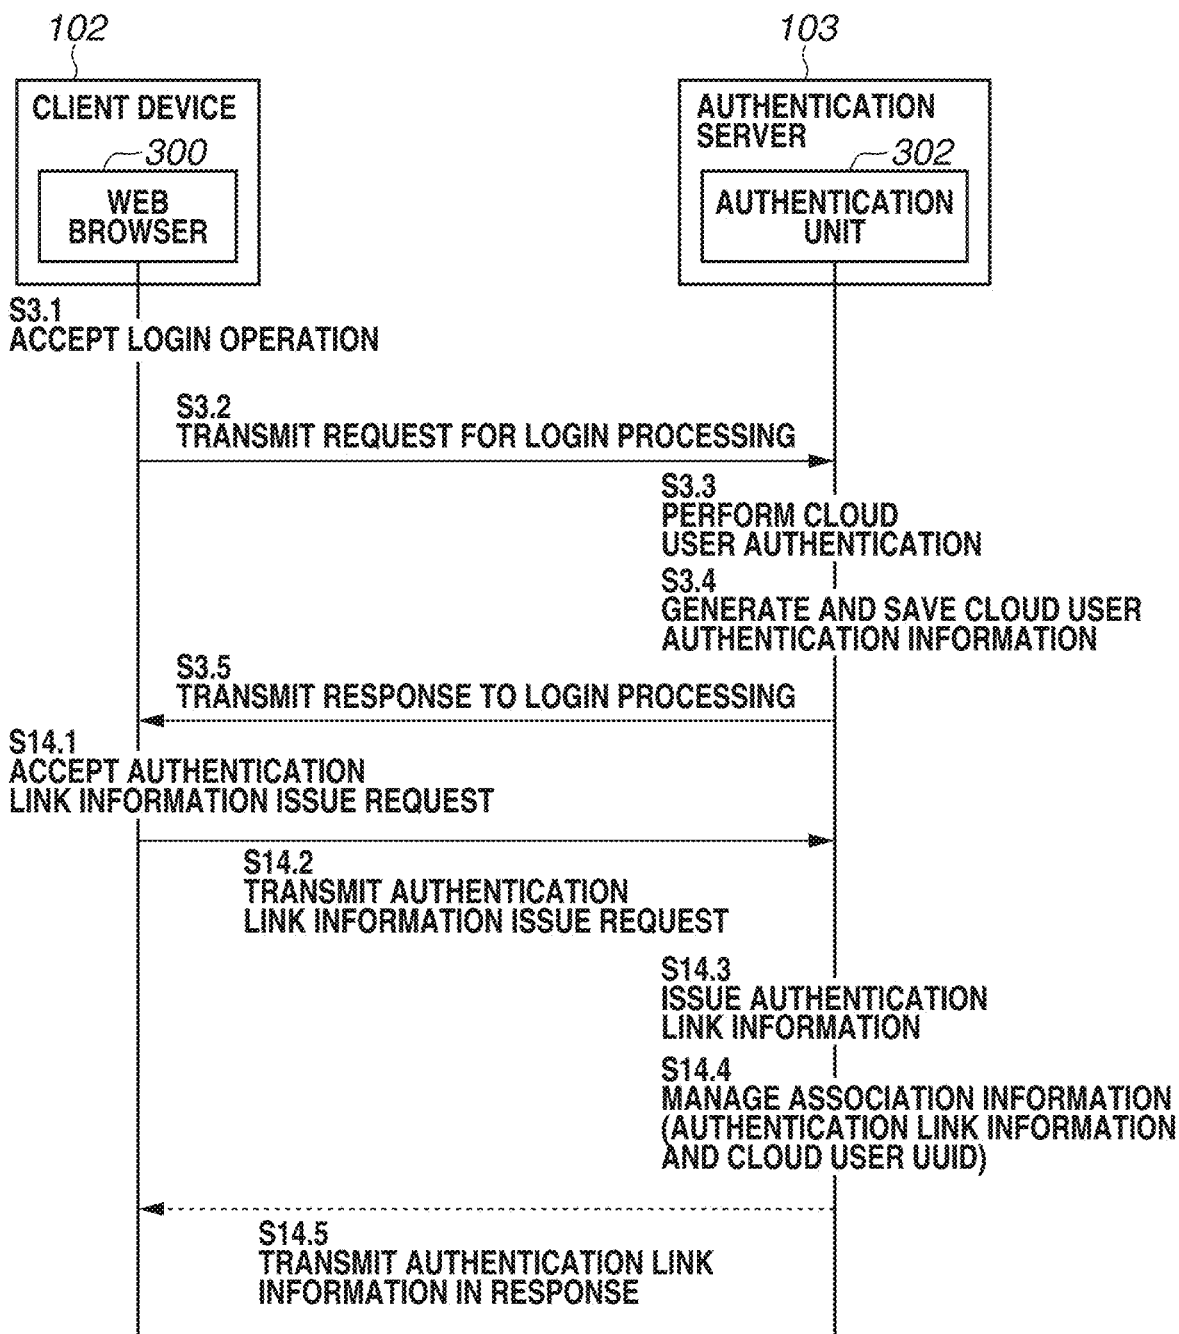 102
103
CLIENT DEVICE
AUTHENTICATION
SERVER
300
302
WEB
BROWSER
AUTHENTICATION
UNIT
S3.1
ACCEPT LOGIN OPERATION
S3.2
TRANSMIT REQUEST FOR LOGIN PROCESSING
S3.3
PERFORM CLOUD
USER AUTHENTICATION
S3.4
GENERATE AND SAVE CLOUD USER
AUTHENTICATION INFORMATION
S3.5
TRANSMIT RESPONSE TO LOGIN PROCESSING
S14.1
ACCEPT AUTHENTICATION
LINK INFORMATION ISSUE REQUEST
S14.2
TRANSMIT AUTHENTICATION
LINK INFORMATION ISSUE REQUEST
S14.3
ISSUE AUTHENTICATION
LINK INFORMATION
S14.4
MANAGE ASSOCIATION INFORMATION
(AUTHENTICATION LINK INFORMATION
AND CLOUD USER UUID)
S14.5
TRANSMIT AUTHENTICATION LINK
INFORMATION IN RESPONSE